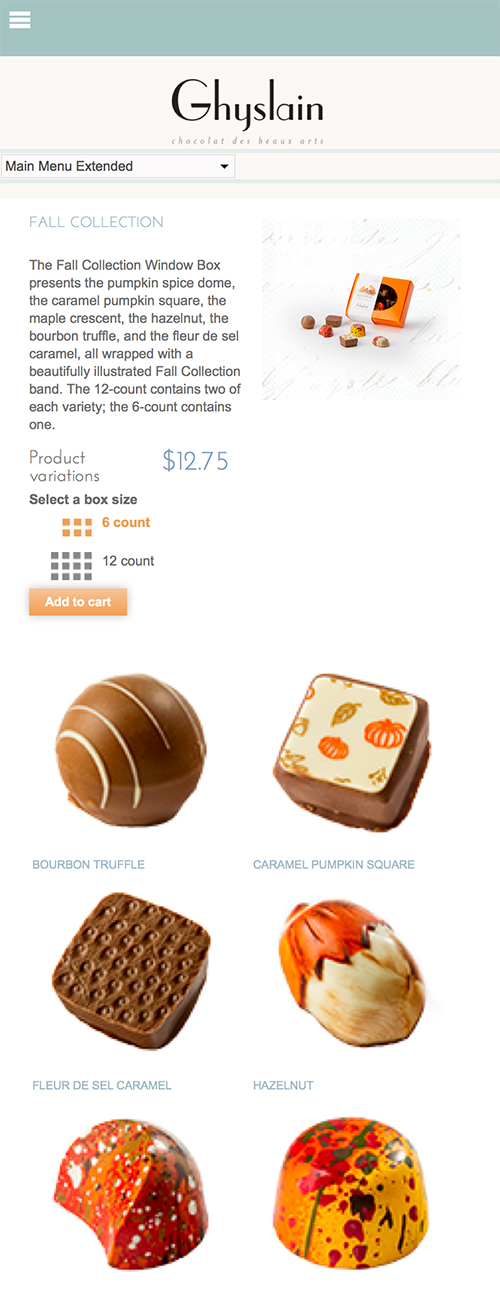 Ghyslain
chocolat des beaux arts
Main Menu Extended
FALL COLLECTION
The Fall Collection Window Box
presents the pumpkin spice dome,
the caramel pumpkin square, the
maple crescent, the hazelnut, the
bourbon truffle, and the fleur de sel
caramel, all wrapped with a
beautifully illustrated Fall Collection
band. The 12-count contains two of
each variety; the 6-count contains
one.
Product
variations
$12.75
Select a box size
6 count
12 count
Add to cart
Ghyslain
BOURBON TRUFFLE
CARAMEL PUMPKIN SQUARE
FLEUR DE SEL CARAMEL
HAZELNUT